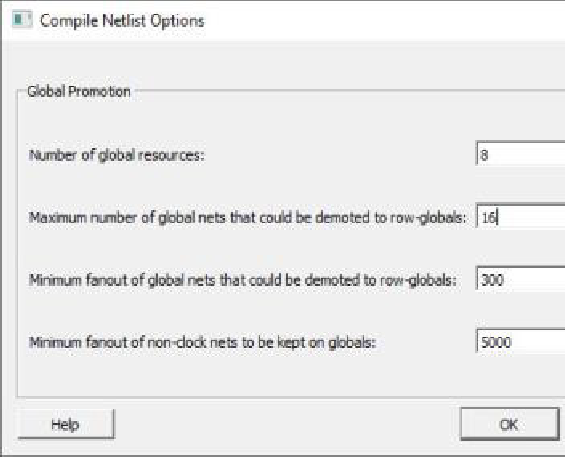 Compile Netlist Options
Global Promotion
Number of global resources: 8
Maximum number of global nets that could be demoted to row-globals: 16
Minimum fanout of global nets that could be demoted to row-globals: 300
Minimum fanout of non-clock nets to be kept on globals: 5000
Help OK